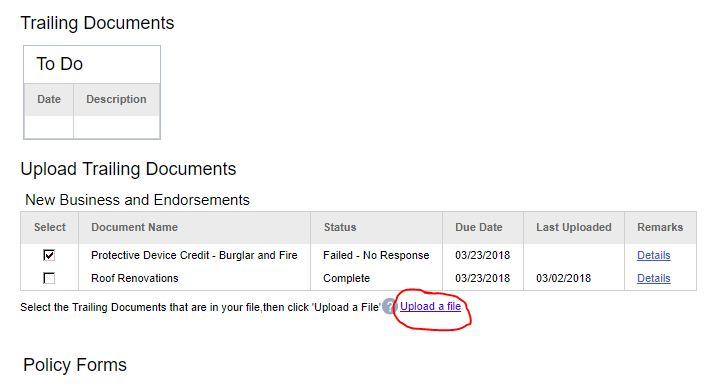 Trailing Documents
To Do
Date Description
Upload Trailing Documents
New Business and Endorsements
Select Document Name Status Due Date Last Uploaded Remarks
Protective Device Credit - Burglar and Fire Failed - No Response 03/23/2018 Details
Roof Renovations Complete 03/23/2018 03/02/2018 Details
Select the Trailing Documents that are in your file,then click 'Upload a File' ? Upload a file
Policy Forms